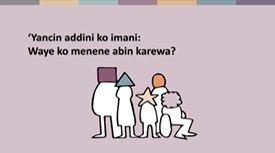 ‘Yancin addini ko imani:
Waye ko menene abin karewa?